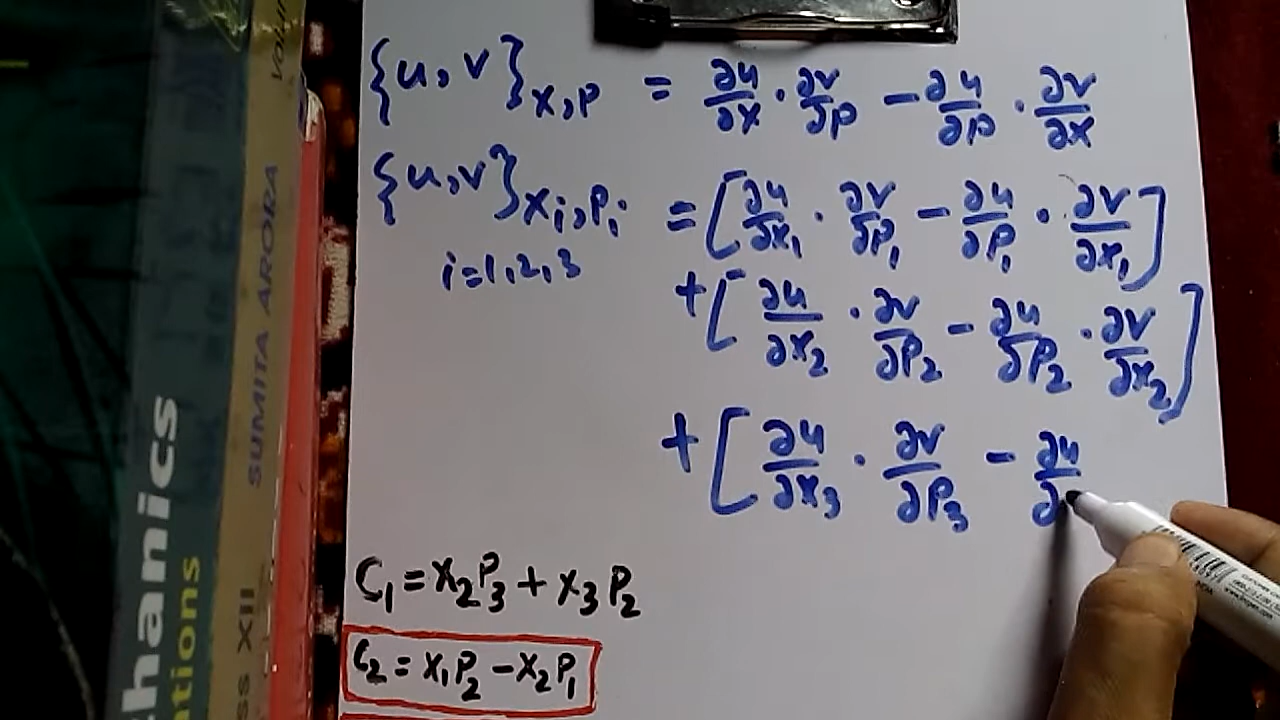 {u,v}x,p = ∂u/∂x · ∂v/∂p − ∂u/∂p · ∂v/∂x
{u,v}xi,pi = [∂u/∂x₁ · ∂v/∂p₁ − ∂u/∂p₁ · ∂v/∂x₁]
i=1,2,3
+[∂u/∂x₂ · ∂v/∂p₂ − ∂u/∂p₂ · ∂v/∂x₂]
+[∂u/∂x₃ · ∂v/∂p₃ − ∂u/∂
C₁ = x₂P₃ + x₃P₂
C₂ = x₁P₂ − x₂P₁
hanics
ations
SUMITA ARORA
SS XII